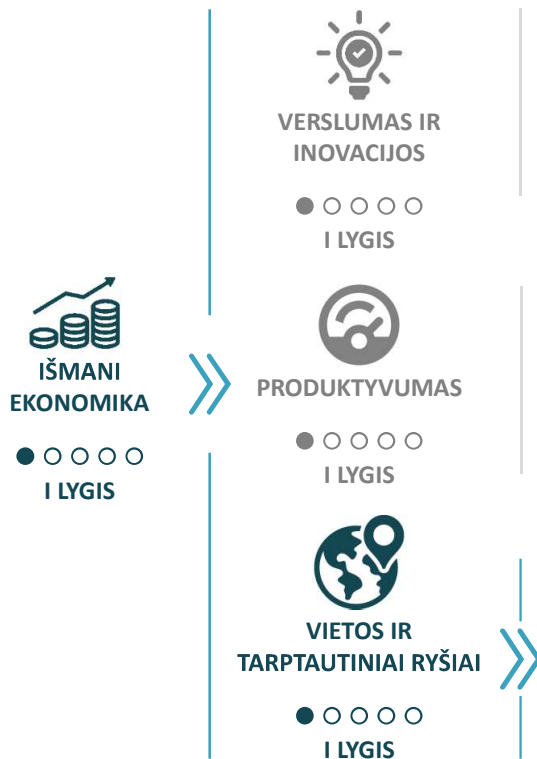 IŠMANI
EKONOMIKA
I LYGIS
VERSLUMAS IR
INOVACIJOS
I LYGIS
PRODUKTYVUMAS
I LYGIS
VIETOS IR
TARPTAUTINIAI RYŠIAI
I LYGIS